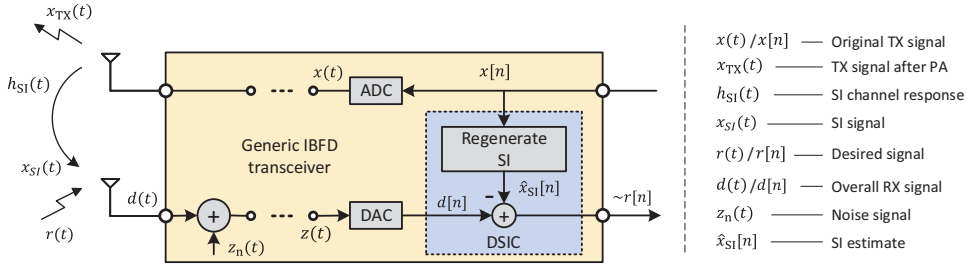 x_TX(t)
h_SI(t)
x_SI(t)
r(t)
d(t)
x(t)
x[n]
ADC
Generic IBFD
transceiver
Regenerate
SI
x̂_SI[n]
z_n(t)
z(t)
DAC
d[n]
-
+
+
DSIC
~r[n]
x(t)/x[n] — Original TX signal
x_TX(t) — TX signal after PA
h_SI(t) — SI channel response
x_SI(t) — SI signal
r(t)/r[n] — Desired signal
d(t)/d[n] — Overall RX signal
z_n(t) — Noise signal
x̂_SI[n] — SI estimate